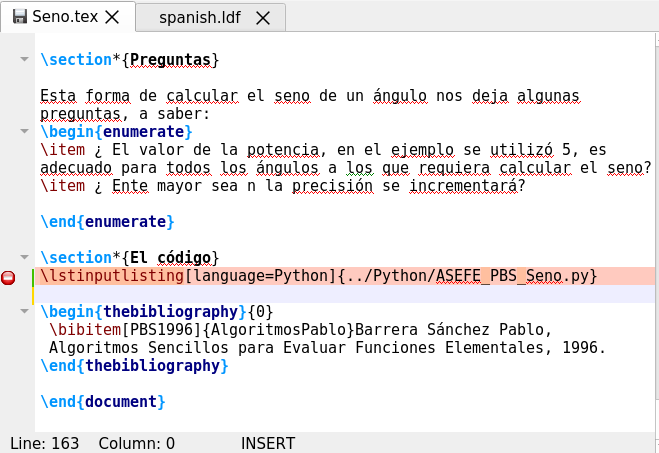 Seno.tex
spanish.ldf
\section*{Preguntas}
Esta forma de calcular el seno de un ángulo nos deja algunas
preguntas, a saber:
\begin{enumerate}
\item ¿ El valor de la potencia, en el ejemplo se utilizó 5, es
adecuado para todos los ángulos a los que requiera calcular el seno?
\item ¿ Ente mayor sea n la precisión se incrementará?
\end{enumerate}
\section*{El código}
\lstinputlisting[language=Python]{../Python/ASEFE_PBS_Seno.py}
\begin{thebibliography}{0}
\bibitem[PBS1996]{AlgoritmosPablo}Barrera Sánchez Pablo,
Algoritmos Sencillos para Evaluar Funciones Elementales, 1996.
\end{thebibliography}
\end{document}
Line: 163 Column: 0 INSERT